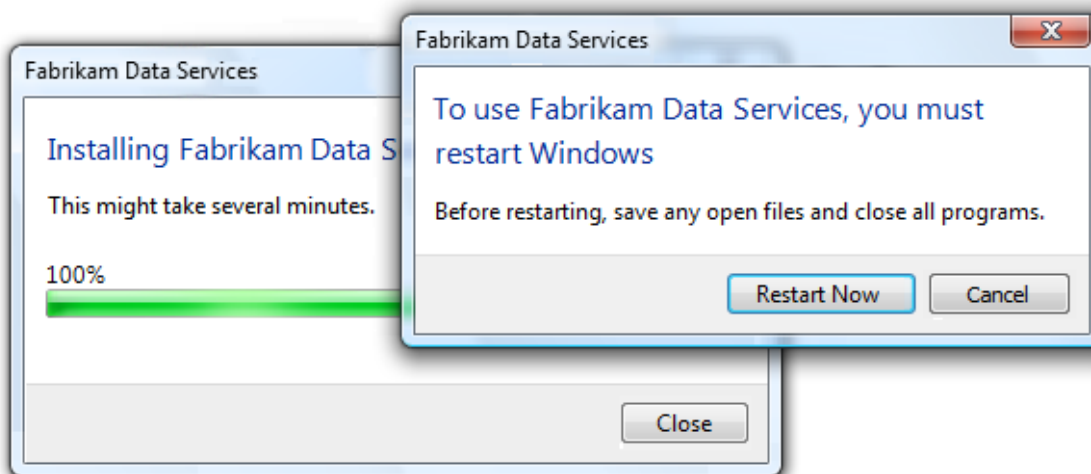 Fabrikam Data Services
Installing Fabrikam Data S
This might take several minutes.
100%
Close
Fabrikam Data Services
To use Fabrikam Data Services, you must
restart Windows
Before restarting, save any open files and close all programs.
Restart Now
Cancel